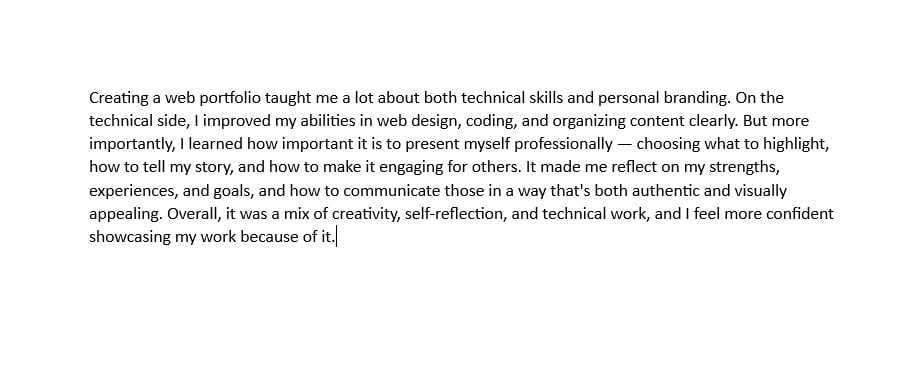 Creating a web portfolio taught me a lot about both technical skills and personal branding. On the
technical side, I improved my abilities in web design, coding, and organizing content clearly. But more
importantly, I learned how important it is to present myself professionally — choosing what to highlight,
how to tell my story, and how to make it engaging for others. It made me reflect on my strengths,
experiences, and goals, and how to communicate those in a way that's both authentic and visually
appealing. Overall, it was a mix of creativity, self-reflection, and technical work, and I feel more confident
showcasing my work because of it.